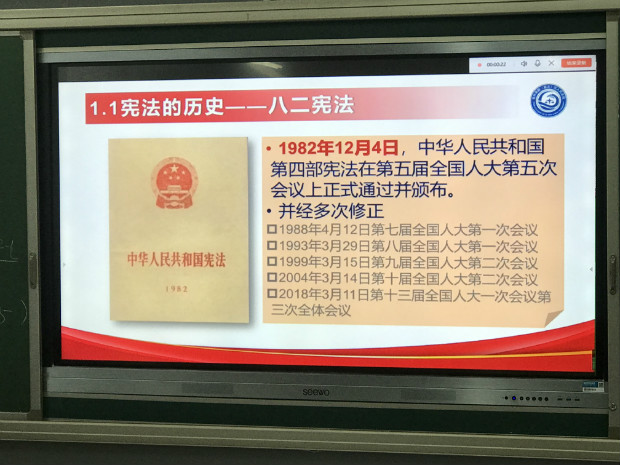 00:00:22
1.1宪法的历史——八二宪法
中华人民共和国宪法
1982
• 1982年12月4日，中华人民共和国
第四部宪法在第五届全国人大第五次
会议上正式通过并颁布。
• 并经多次修正
❑1988年4月12日第七届全国人大第一次会议
❑1993年3月29日第八届全国人大第一次会议
❑1999年3月15日第九届全国人大第二次会议
❑2004年3月14日第十届全国人大第二次会议
❑2018年3月11日第十三届全国人大一次会议第
三次全体会议
seewo